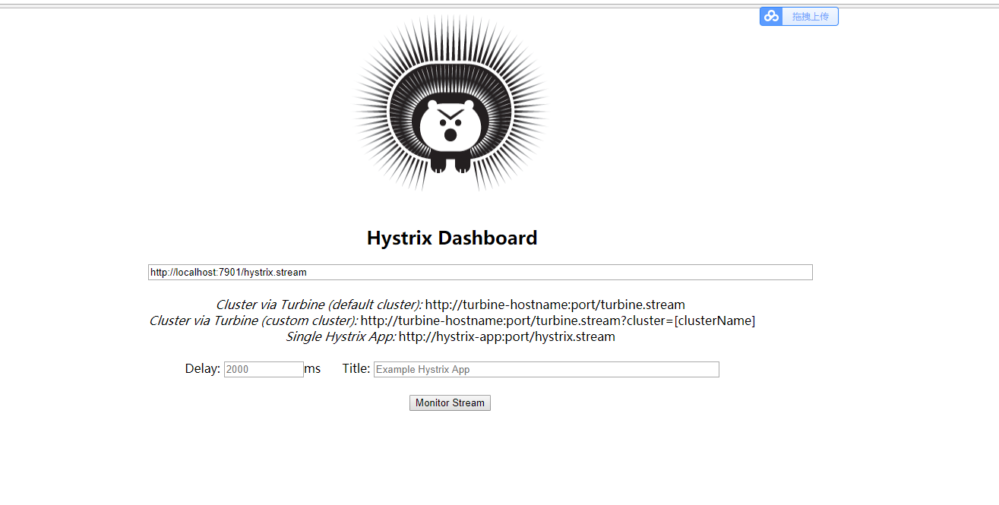 拖拽上传
Hystrix Dashboard
http://localhost:7901/hystrix.stream
Cluster via Turbine (default cluster): http://turbine-hostname:port/turbine.stream
Cluster via Turbine (custom cluster): http://turbine-hostname:port/turbine.stream?cluster=[clusterName]
Single Hystrix App: http://hystrix-app:port/hystrix.stream
Delay: 2000 ms Title: Example Hystrix App
Monitor Stream